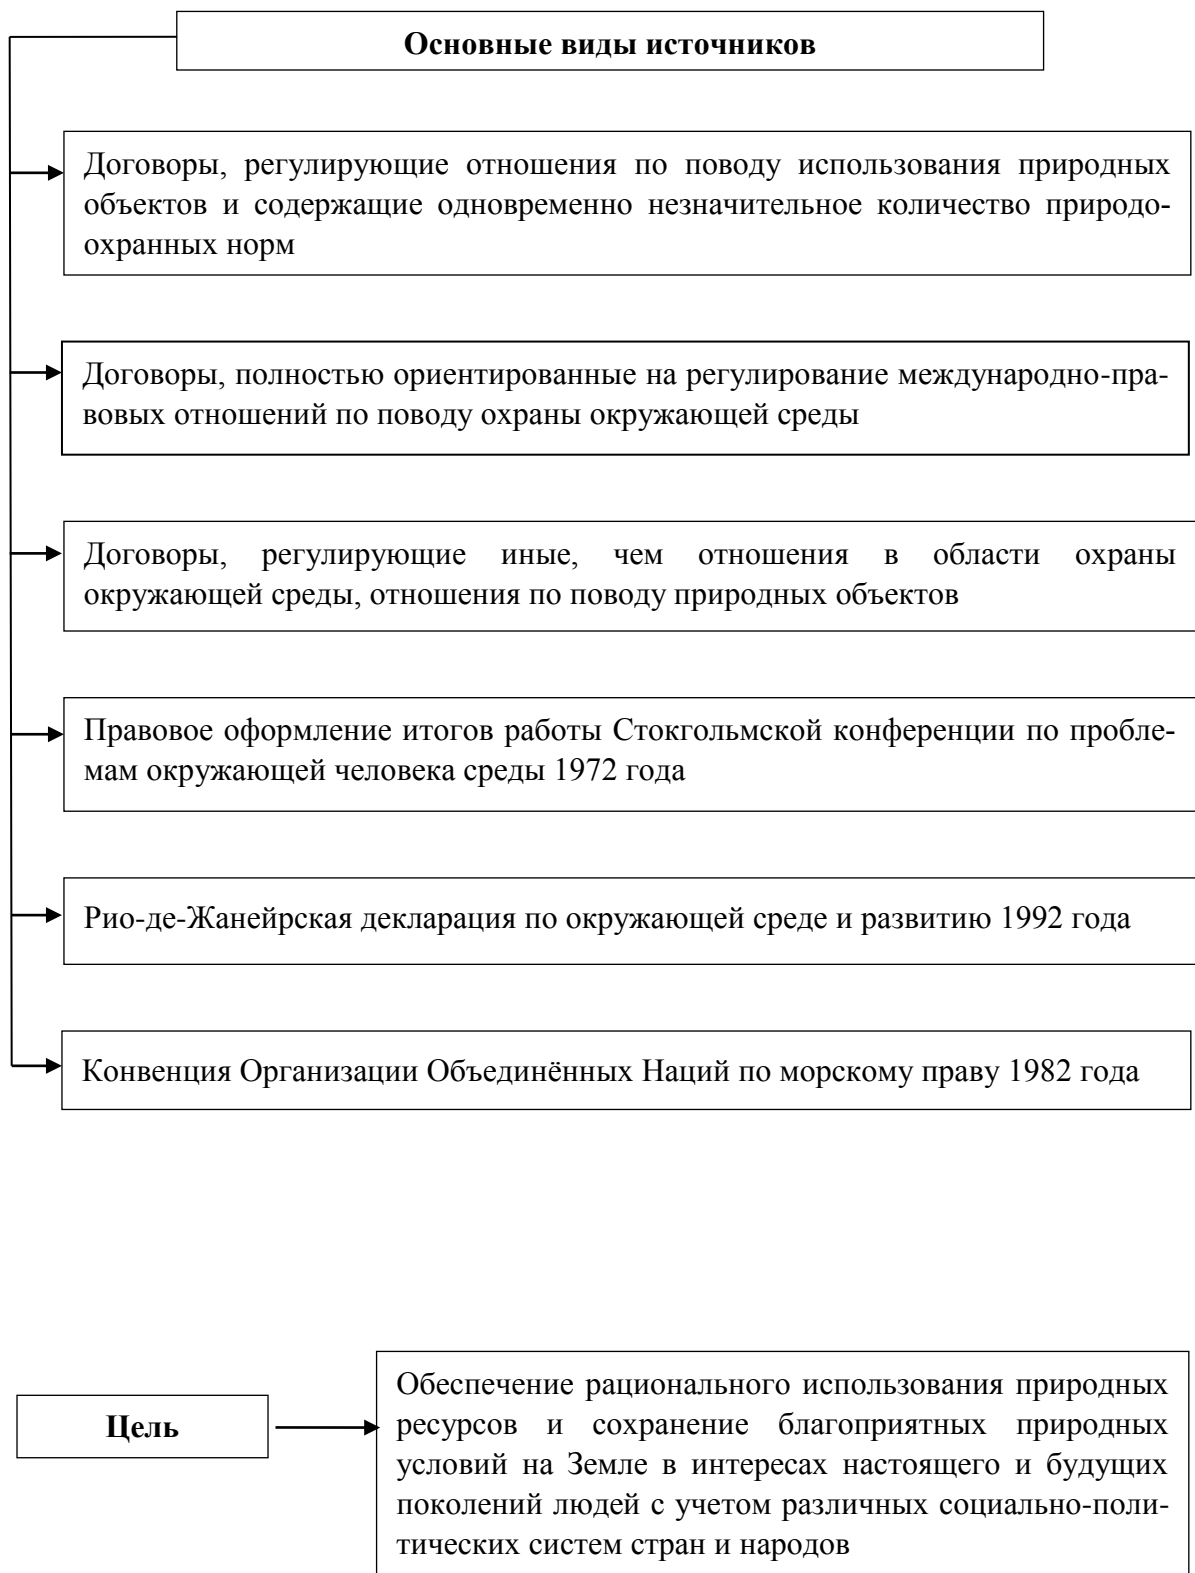 Основные виды источников
Договоры, регулирующие отношения по поводу использования природных
объектов и содержащие одновременно незначительное количество природо-
охранных норм
Договоры, полностью ориентированные на регулирование международно-пра-
вовых отношений по поводу охраны окружающей среды
Договоры, регулирующие иные, чем отношения в области охраны
окружающей среды, отношения по поводу природных объектов
Правовое оформление итогов работы Стокгольмской конференции по пробле-
мам окружающей человека среды 1972 года
Рио-де-Жанейрская декларация по окружающей среде и развитию 1992 года
Конвенция Организации Объединённых Наций по морскому праву 1982 года
Цель
Обеспечение рационального использования природных
ресурсов и сохранение благоприятных природных
условий на Земле в интересах настоящего и будущих
поколений людей с учетом различных социально-поли-
тических систем стран и народов